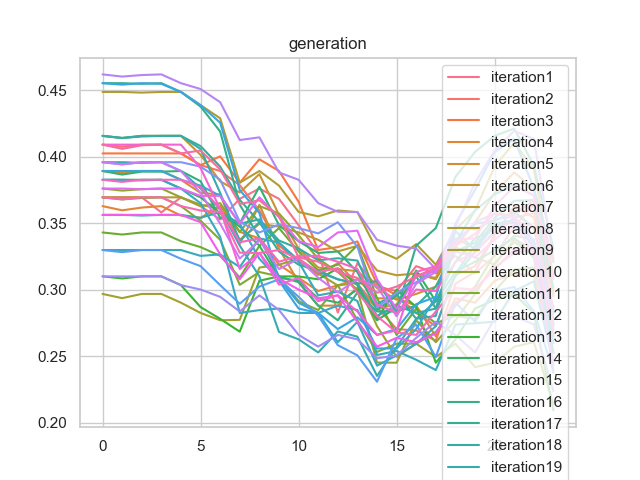 generation
0.45
0.40
0.35
0.30
0.25
0.20
0
5
10
15
iteration1
iteration2
iteration3
iteration4
iteration5
iteration6
iteration7
iteration8
iteration9
iteration10
iteration11
iteration12
iteration13
iteration14
iteration15
iteration16
iteration17
iteration18
iteration19